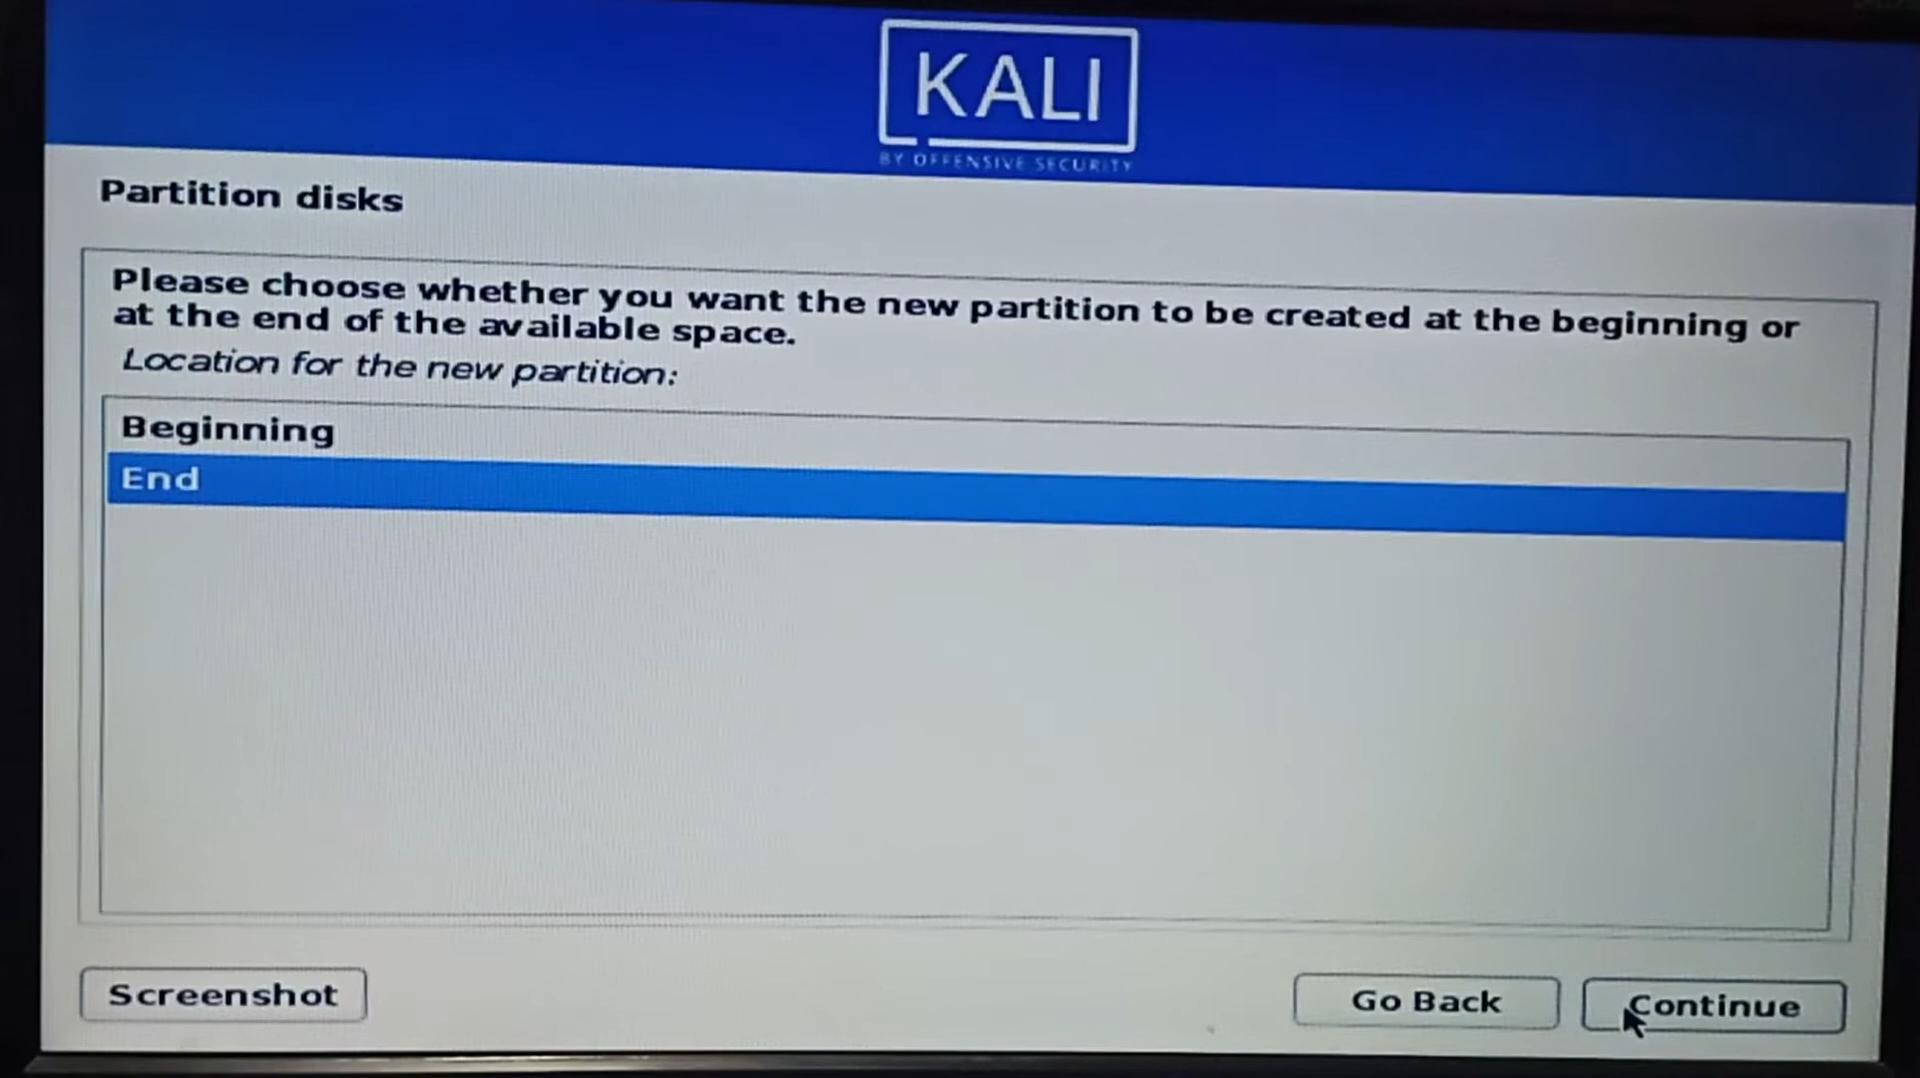 KALI
BY OFFENSIVE SECURITY
Partition disks
Please choose whether you want the new partition to be created at the beginning or
at the end of the available space.
Location for the new partition:
Beginning
End
Screenshot
Go Back
Continue